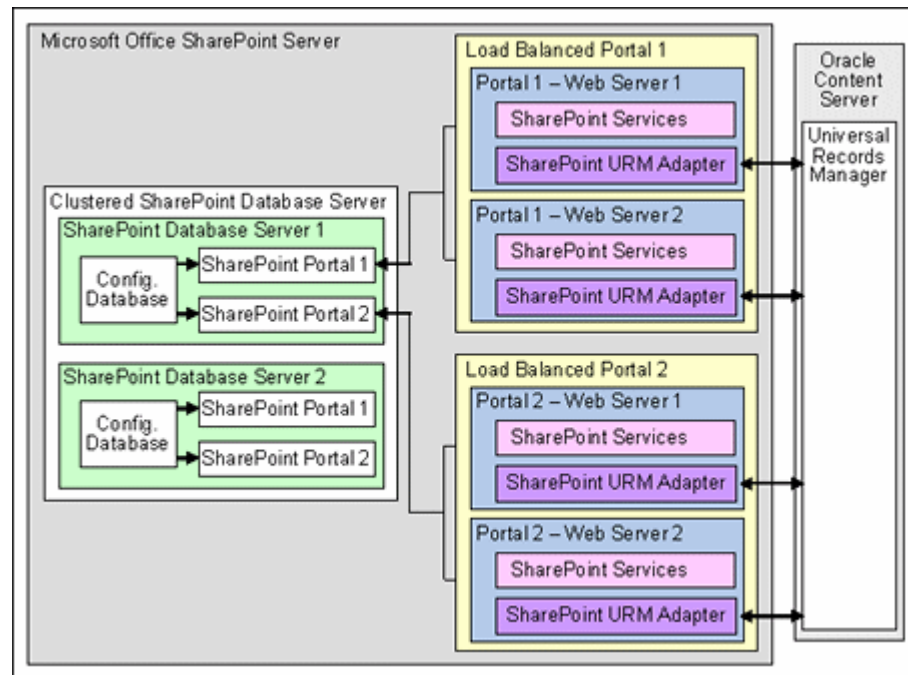 Microsoft Office SharePoint Server
Clustered SharePoint Database Server
SharePoint Database Server 1
Config.
Database
SharePoint Portal 1
SharePoint Portal 2
SharePoint Database Server 2
Config.
Database
SharePoint Portal 1
SharePoint Portal 2
Load Balanced Portal 1
Portal 1 – Web Server 1
SharePoint Services
SharePoint URM Adapter
Portal 1 – Web Server 2
SharePoint Services
SharePoint URM Adapter
Load Balanced Portal 2
Portal 2 – Web Server 1
SharePoint Services
SharePoint URM Adapter
Portal 2 – Web Server 2
SharePoint Services
SharePoint URM Adapter
Oracle
Content
Server
Universal
Records
Manager